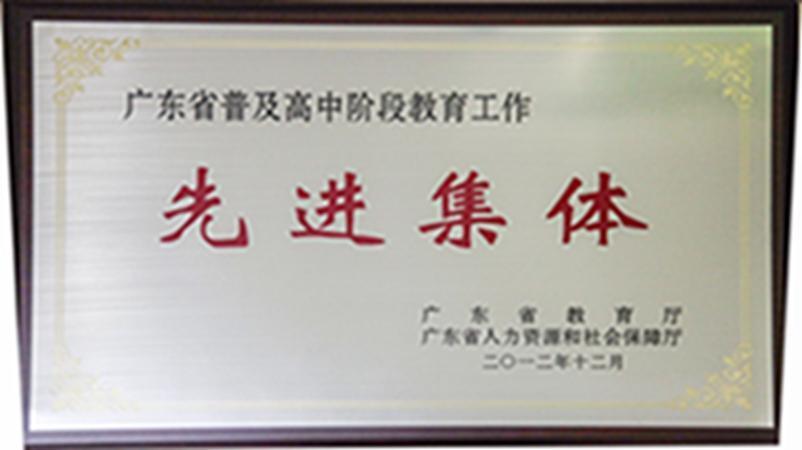 广东省普及高中阶段教育工作
先进集体
广东省教育厅
广东省人力资源和社会保障厅
二〇一二年十二月